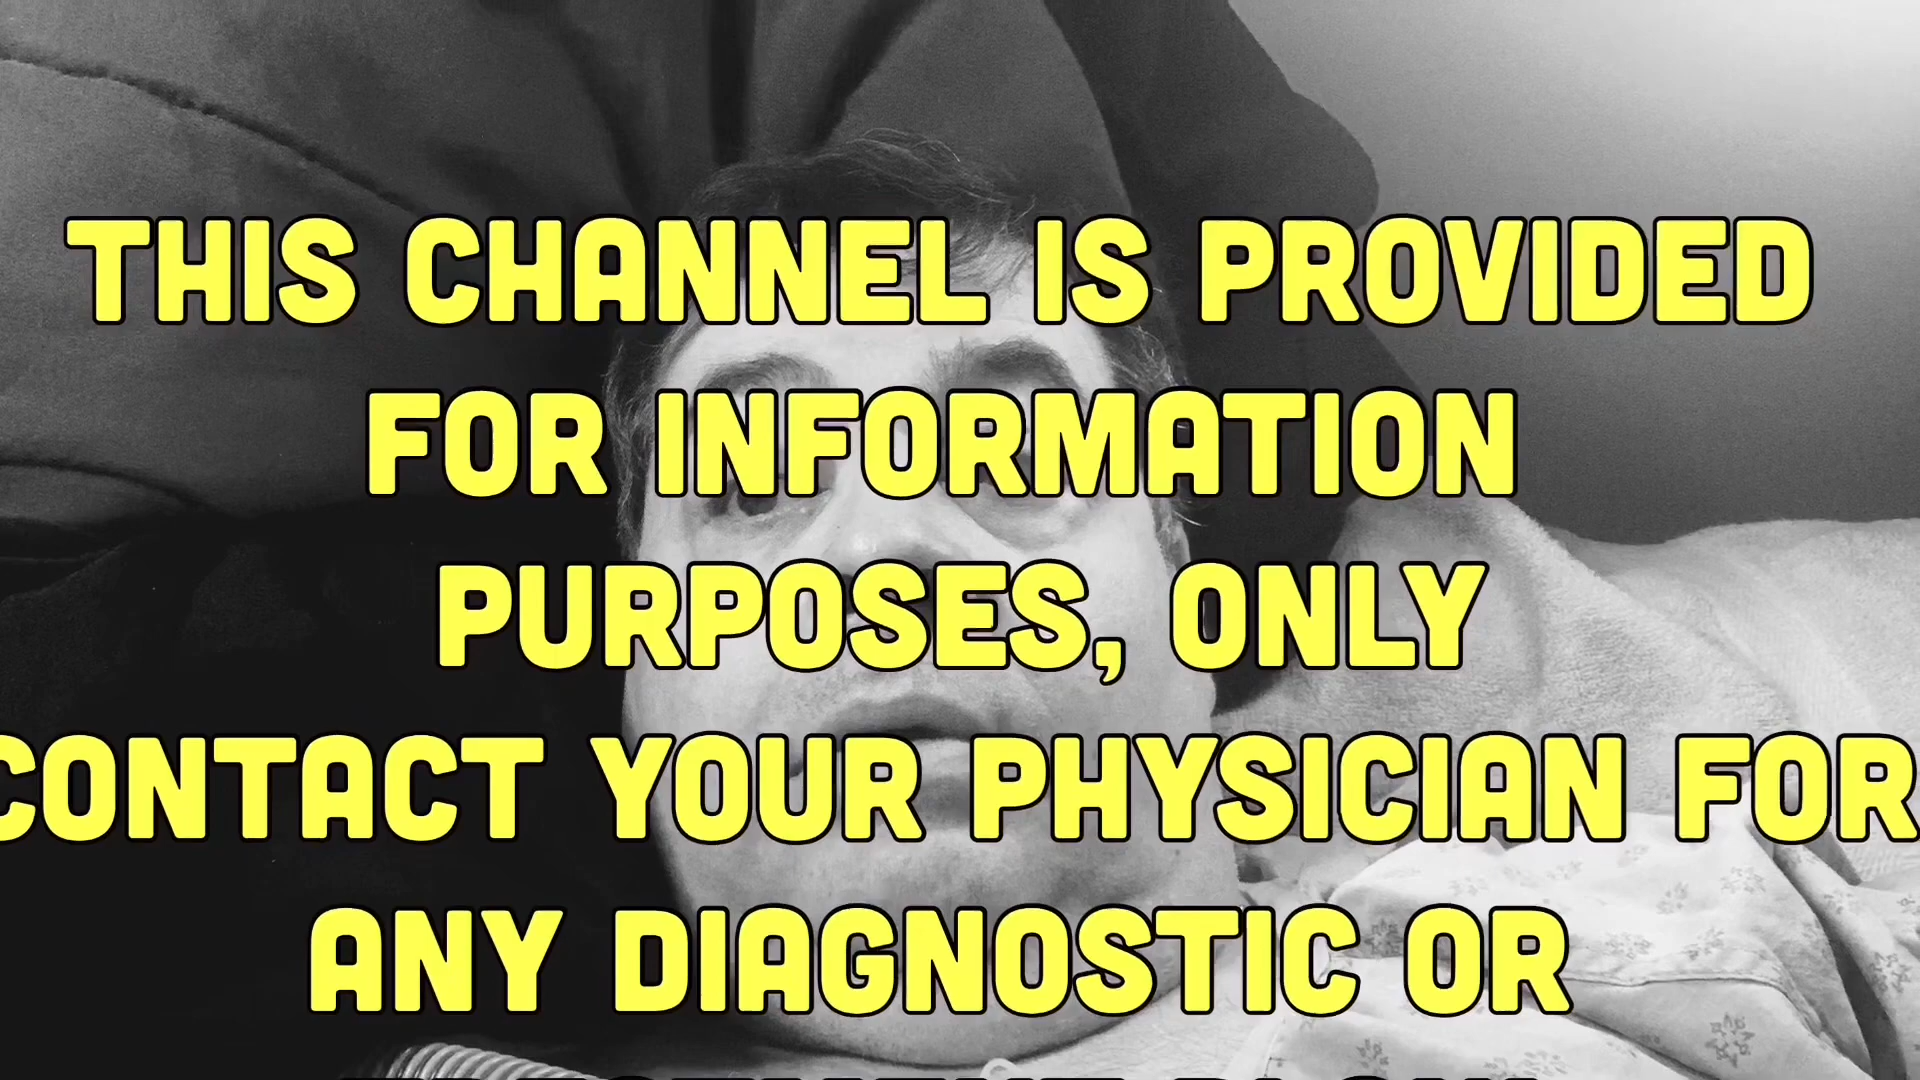 THIS CHANNEL IS PROVIDED
FOR INFORMATION
PURPOSES, ONLY
CONTACT YOUR PHYSICIAN FOR
ANY DIAGNOSTIC OR